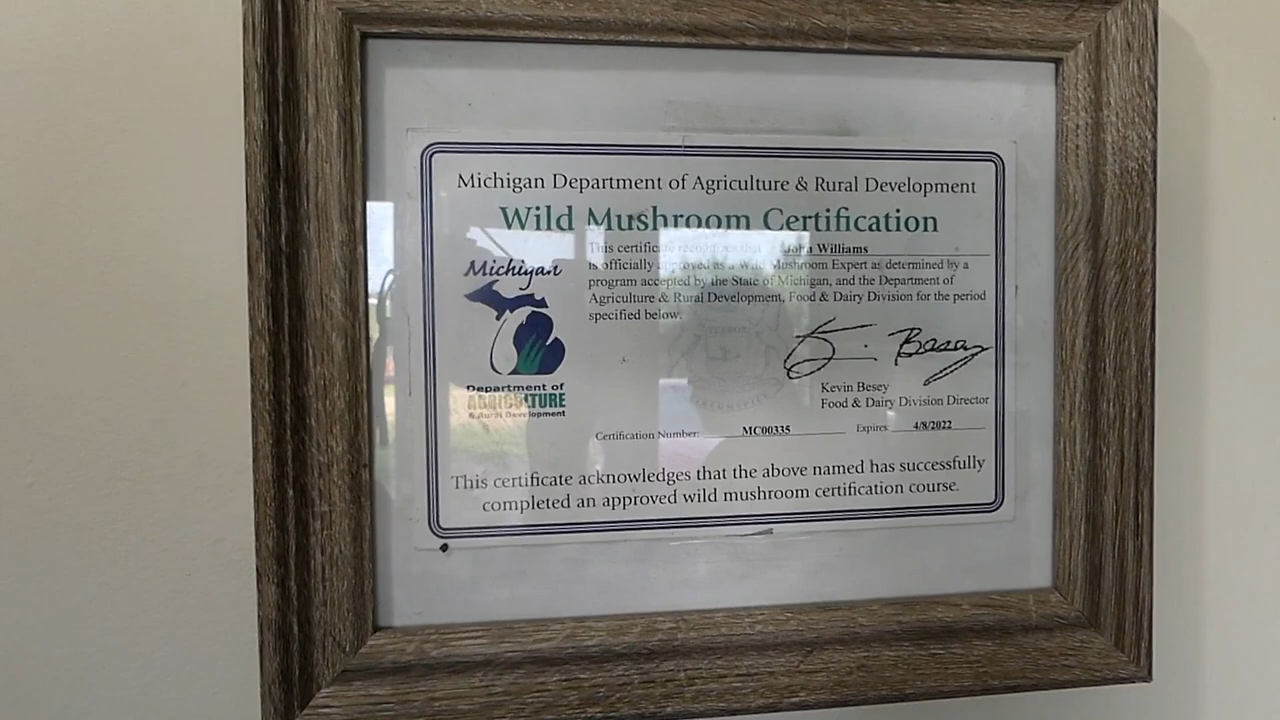 Michigan Department of Agriculture & Rural Development
Wild Mushroom Certification
This certificate recognizes that John Williams
is officially approved as a Wild Mushroom Expert as determined by a
program accepted by the State of Michigan, and the Department of
Agriculture & Rural Development, Food & Dairy Division for the period
specified below.
Michigan
Department of
AGRICULTURE
& Rural Development
K. Besey
Kevin Besey
Food & Dairy Division Director
Certification Number: MC00335 Expires 4/8/2022
This certificate acknowledges that the above named has successfully
completed an approved wild mushroom certification course.